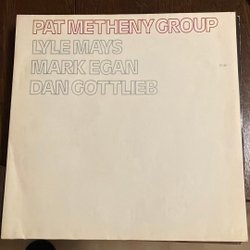 PAT METHENY GROUP
LYLE MAYS
MARK EGAN
DAN GOTTLIEB